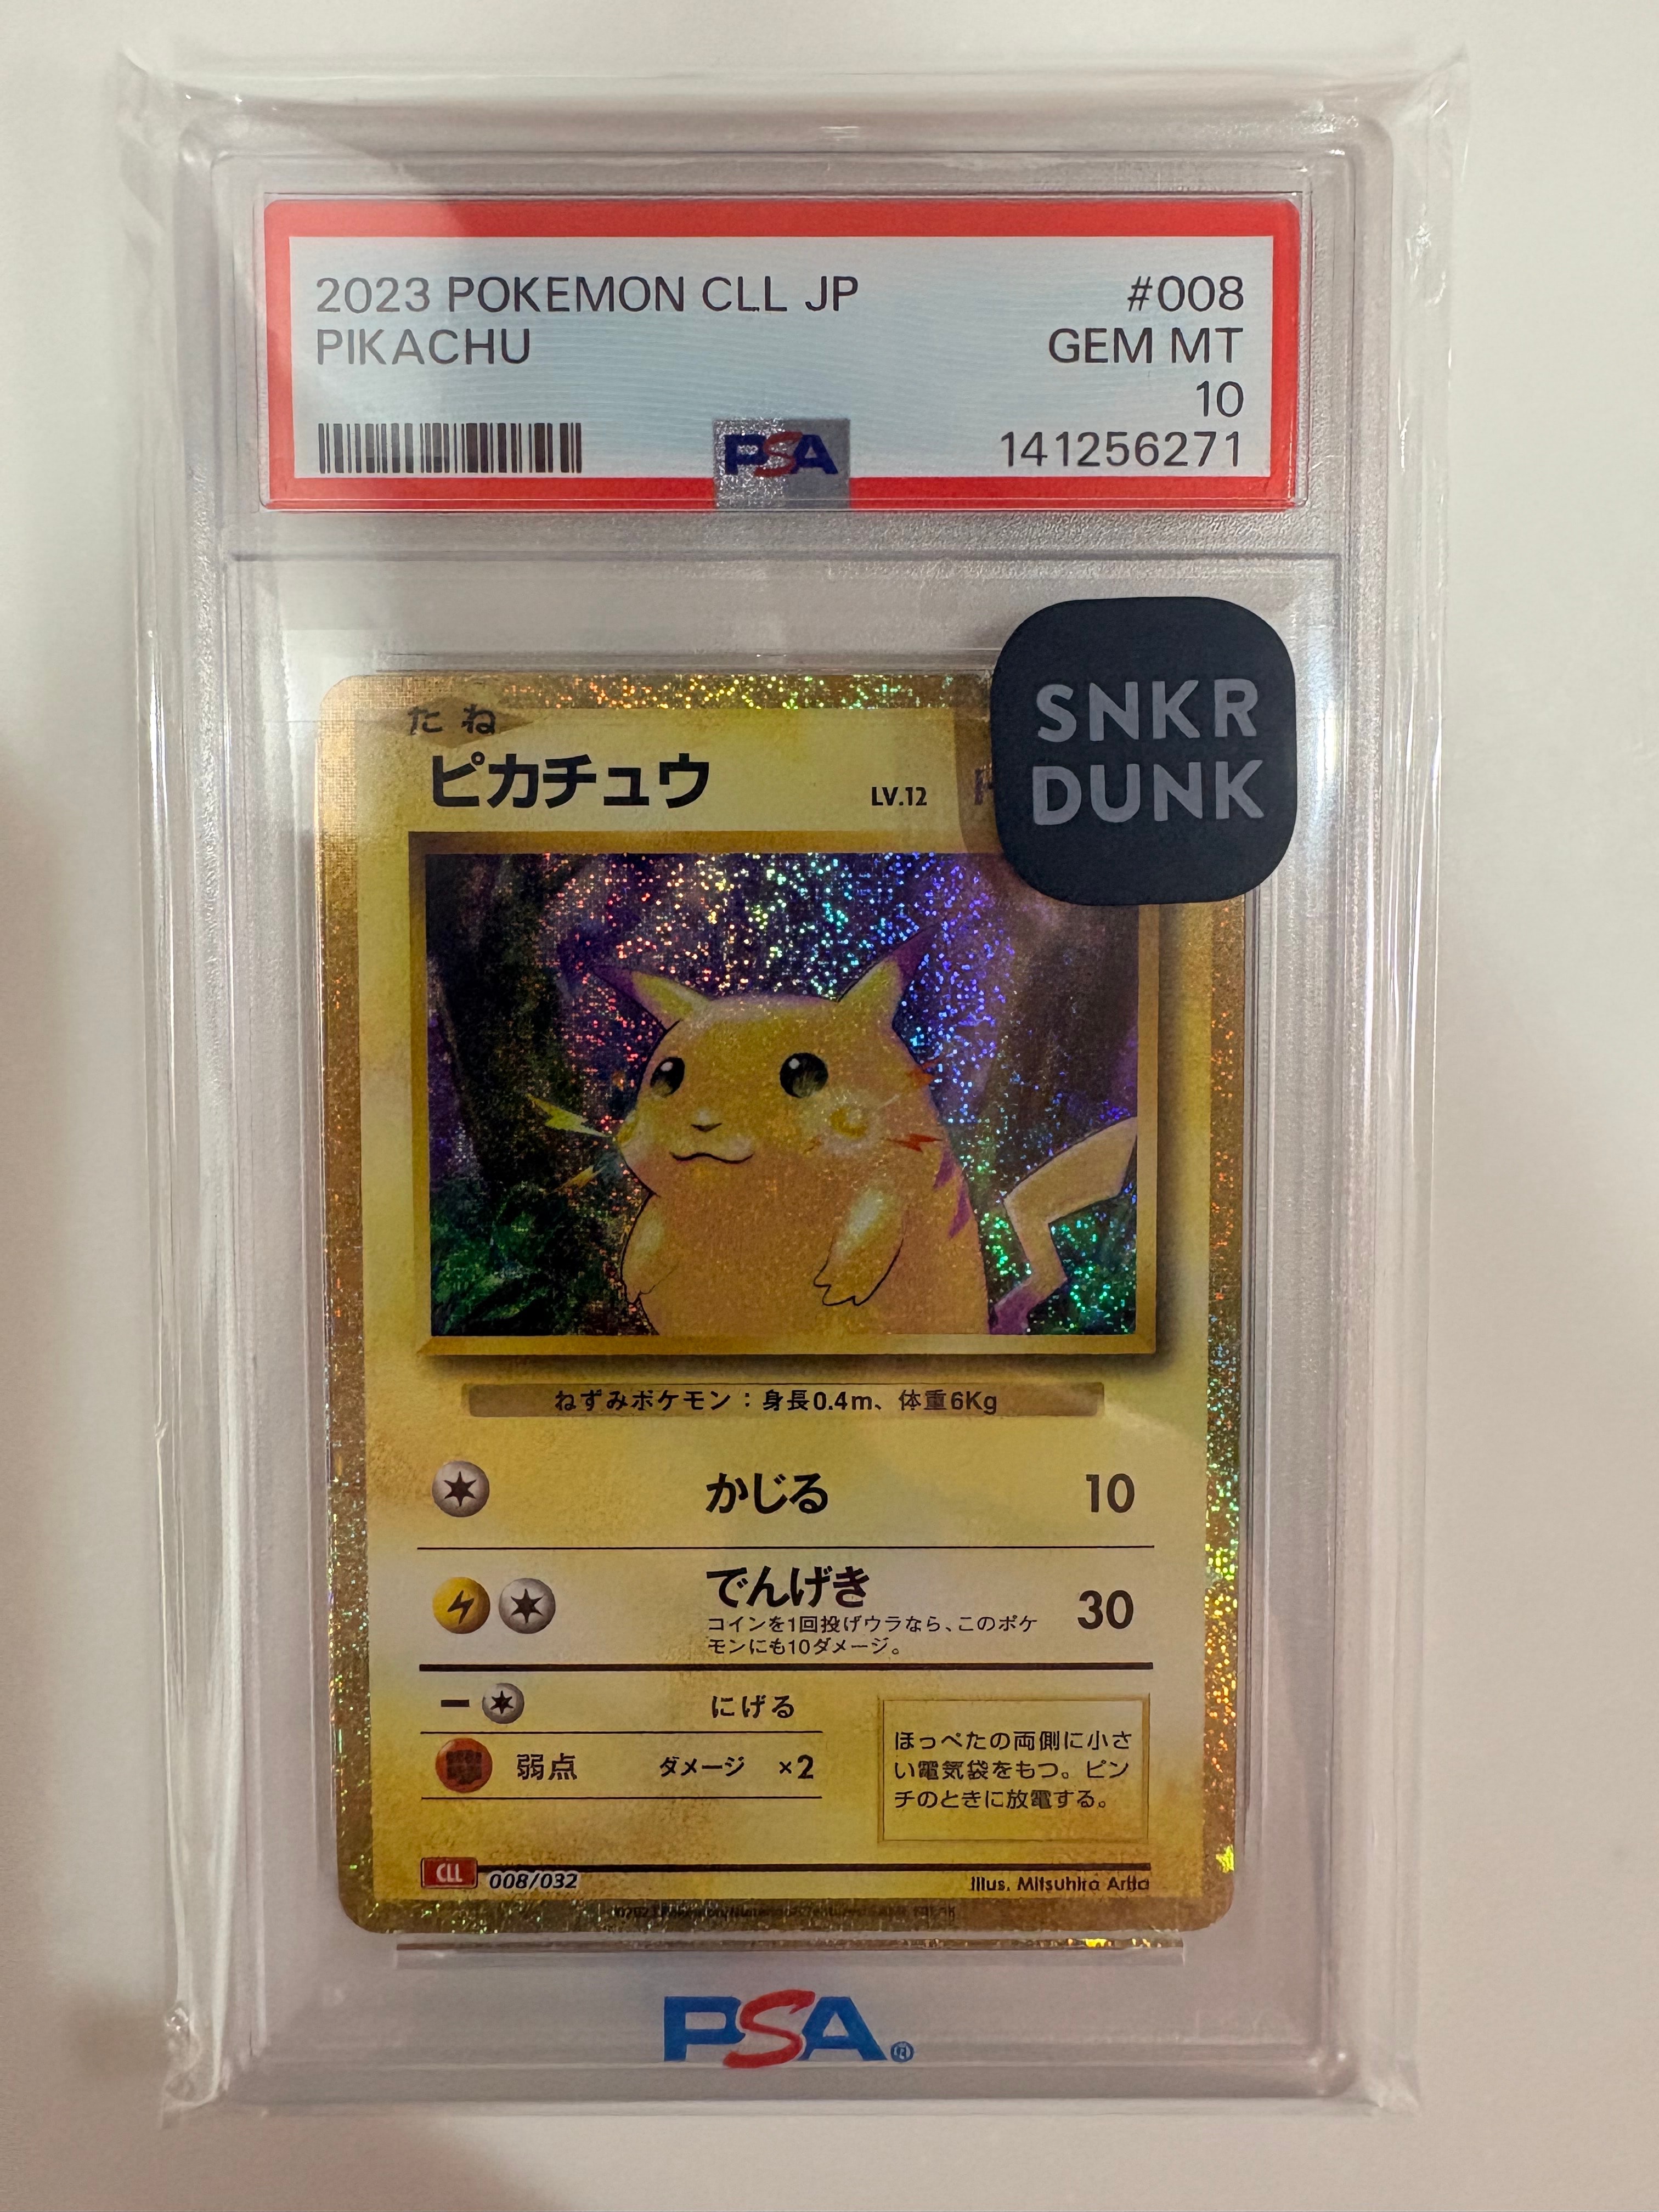 2023 POKEMON CLL JP #008
PIKACHU GEM MT
10
PSA 141256271
SNKR
DUNK
たね
ピカチュウ LV.12
ねずみポケモン：身長0.4m、体重6Kg
かじる 10
でんげき 30
コインを1回投げウラなら、このポケ
モンにも10ダメージ。
にげる
弱点 ダメージ ×2
ほっぺたの両側に小さ
い電気袋をもつ。ピン
チのときに放電する。
CLL 008/032
Illus. Mitsuhiro Arita
©2023 Pokémon/Nintendo/Creatures/GAME FREAK
PSA®